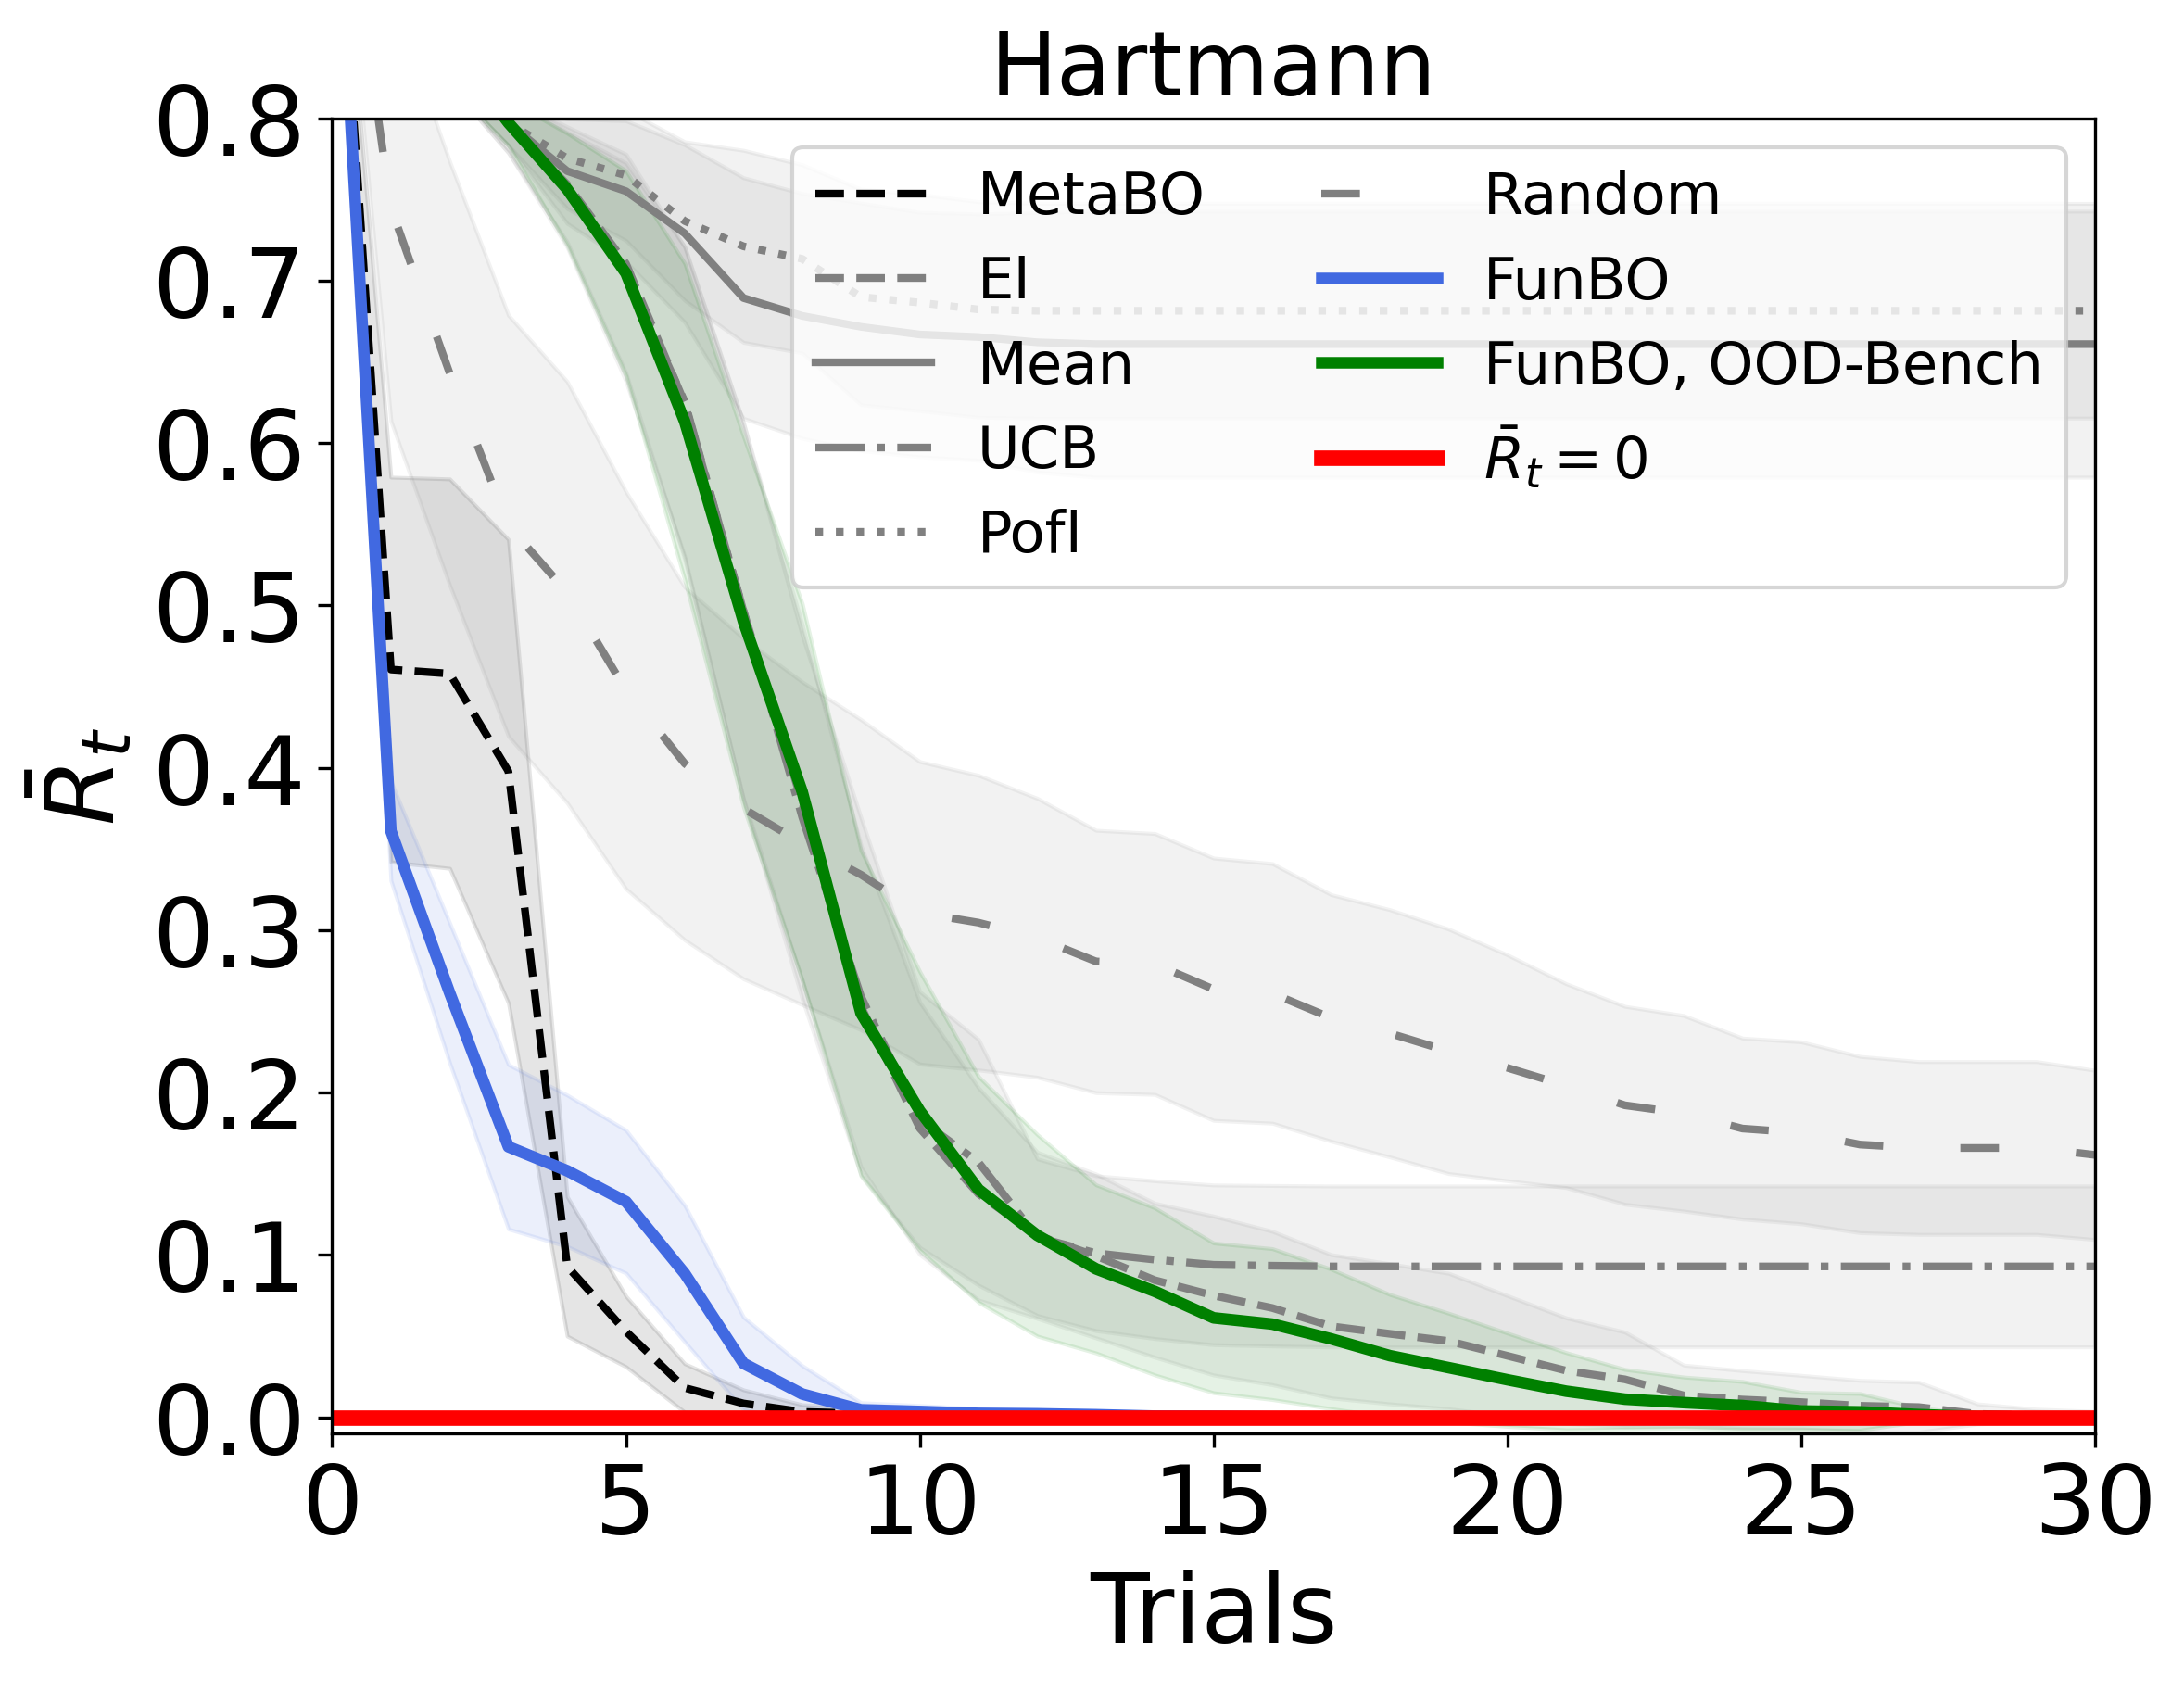 Hartmann
0.8
0.7
0.6
0.5
0.4
0.3
0.2
0.1
0.0
R̄t
MetaBO
EI
Mean
UCB
PofI
Random
FunBO
FunBO, OOD-Bench
R̄t = 0
0 5 10 15 20 25 30
Trials